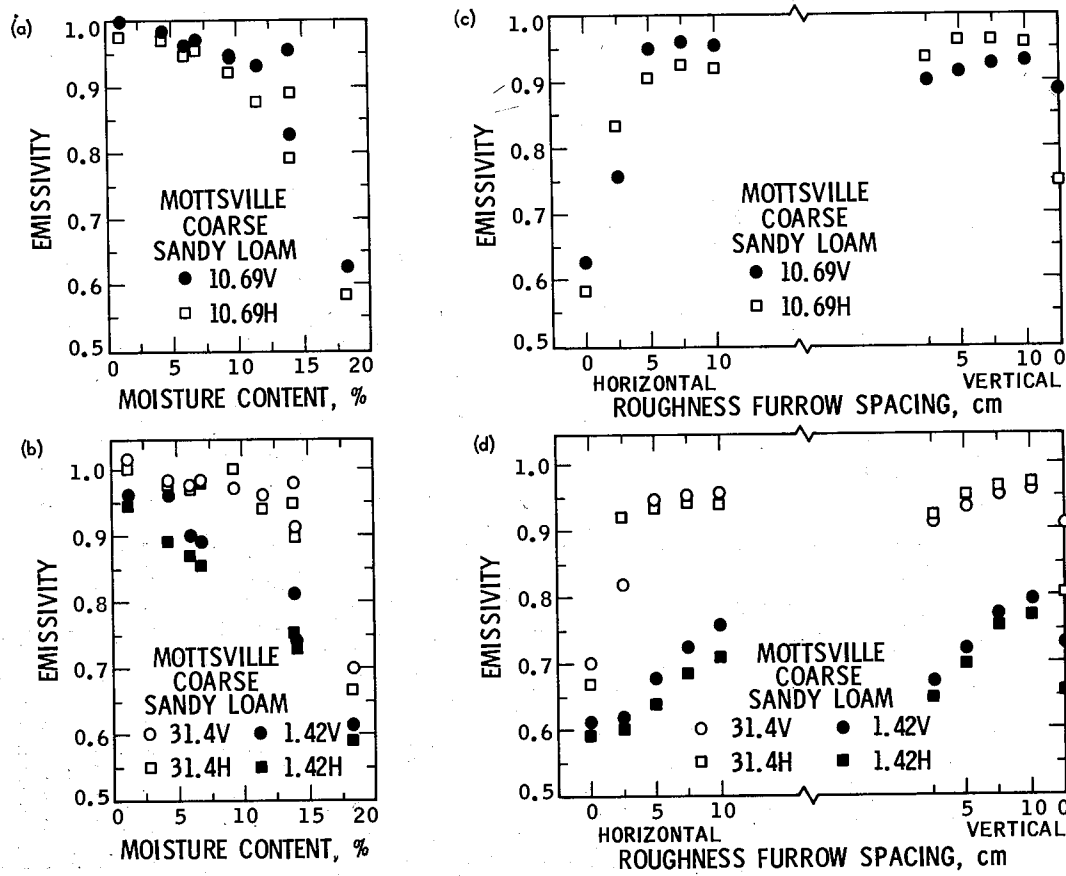 (a)
1.0
0.9
0.8
0.7
0.6
0.5
EMISSIVITY
MOTTSVILLE
COARSE
SANDY LOAM
● 10.69V
□ 10.69H
0 5 10 15 20
MOISTURE CONTENT, %
(c)
1.0
0.9
0.8
0.7
0.6
0.5
EMISSIVITY
MOTTSVILLE
COARSE
SANDY LOAM
● 10.69V
□ 10.69H
0 5 10 5 10 0
HORIZONTAL VERTICAL
ROUGHNESS FURROW SPACING, cm
(b)
1.0
0.9
0.8
0.7
0.6
0.5
EMISSIVITY
MOTTSVILLE
COARSE
SANDY LOAM
○ 31.4V ● 1.42V
□ 31.4H ■ 1.42H
0 5 10 15 20
MOISTURE CONTENT, %
(d)
1.0
0.9
0.8
0.7
0.6
0.5
EMISSIVITY
MOTTSVILLE
COARSE
SANDY LOAM
○ 31.4V ● 1.42V
□ 31.4H ■ 1.42H
0 5 10 5 10 0
HORIZONTAL VERTICAL
ROUGHNESS FURROW SPACING, cm